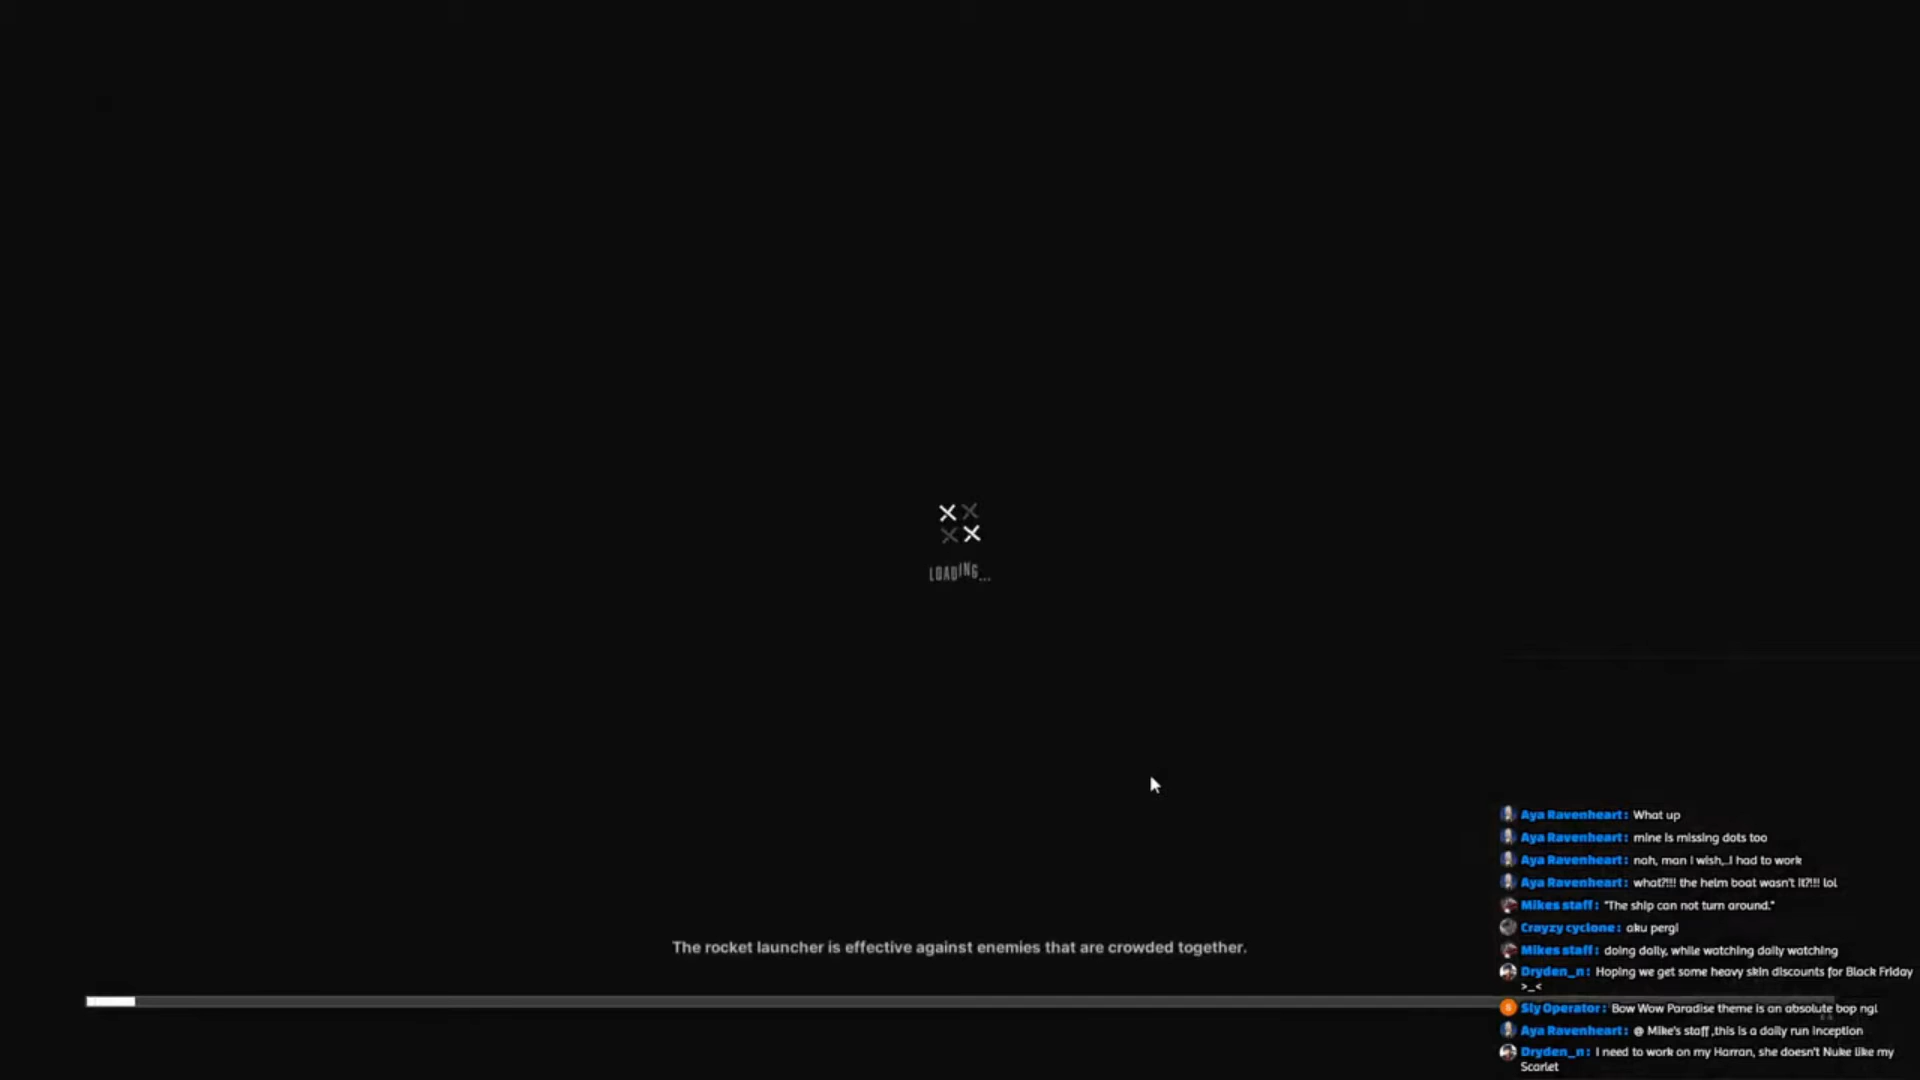 LOADING...
The rocket launcher is effective against enemies that are crowded together.
Aya Ravenheart: What up
Aya Ravenheart: mine is missing dots too
Aya Ravenheart: nah, man I wish,..I had to work
Aya Ravenheart: what?!!! the helm boat wasn't it?!!! lol
Mikes staff: "The ship can not turn around."
Crayzy cyclone: aku pergi
Mikes staff: doing daily, while watching daily watching
Dryden_n: Hoping we get some heavy skin discounts for Black Friday
>_<
Sly Operator: Bow Wow Paradise theme is an absolute bop ngl
Aya Ravenheart: @ Mike's staff ,this is a daily run inception
Dryden_n: I need to work on my Harran, she doesn't Nuke like my
Scarlet